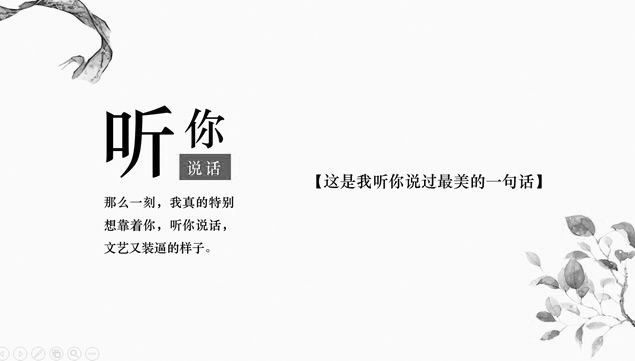 听你
说话
那么一刻，我真的特别
想靠着你，听你说话，
文艺又装逼的样子。
【这是我听你说过最美的一句话】